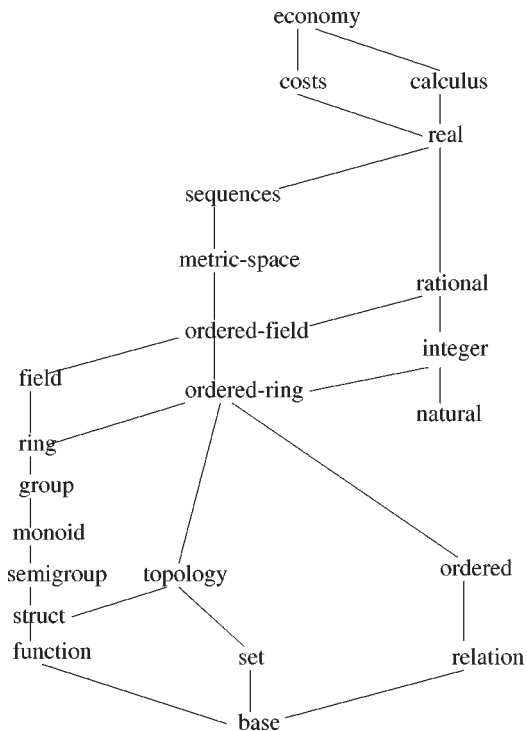 economy
costs
calculus
real
sequences
metric-space
rational
ordered-field
integer
field
ordered-ring
natural
ring
group
monoid
semigroup
topology
ordered
struct
function
set
relation
base